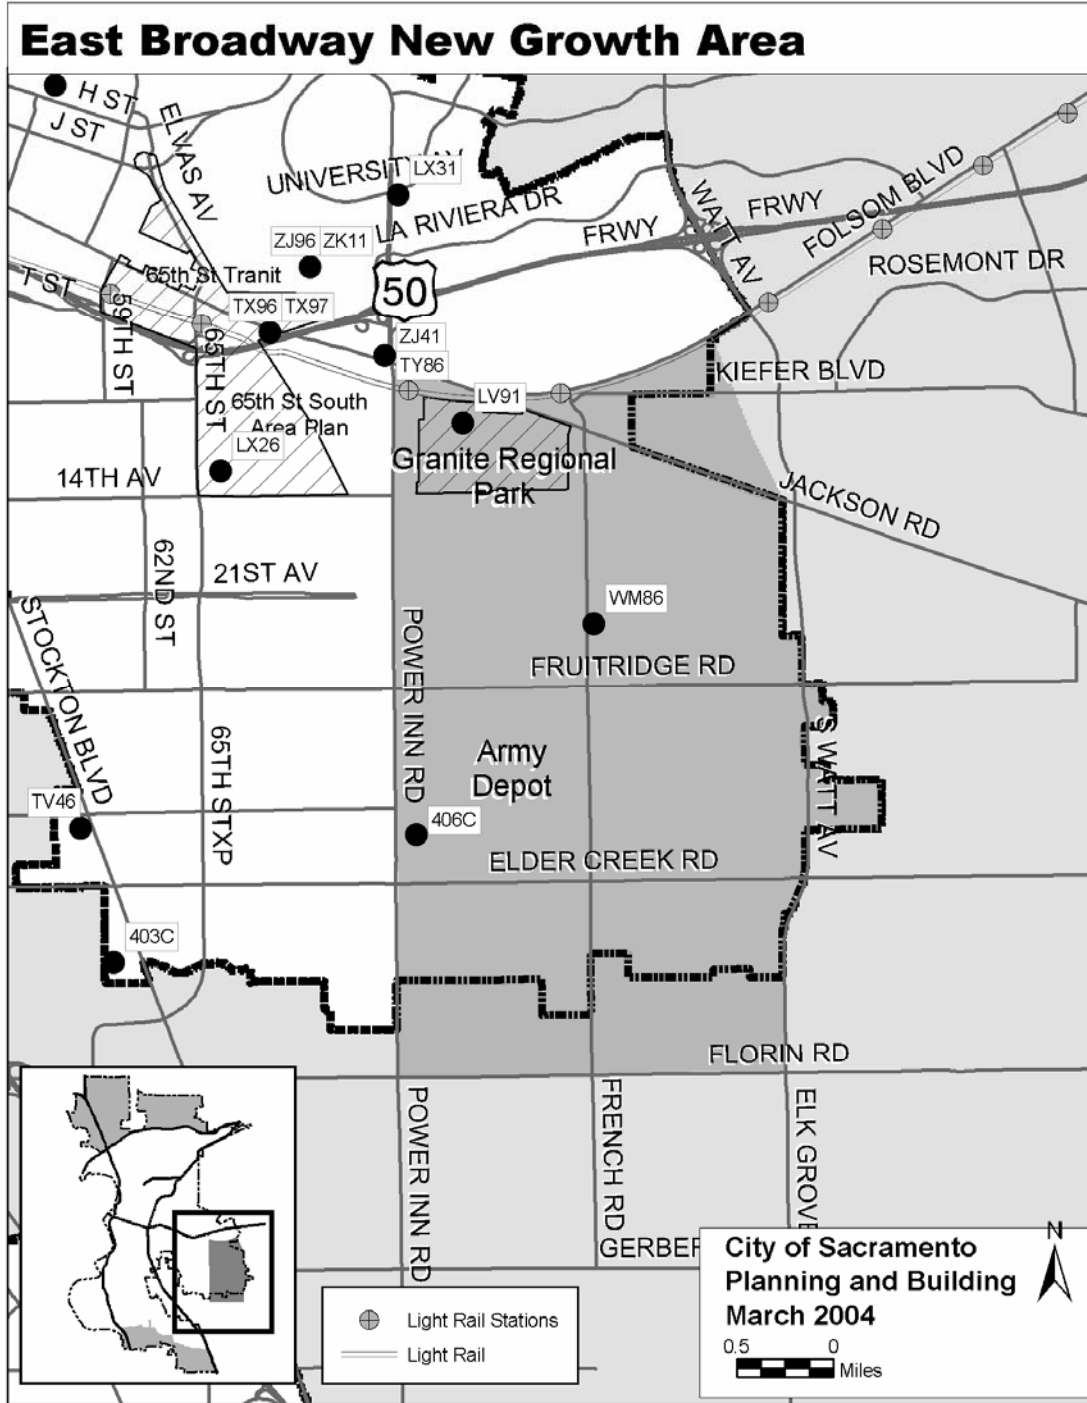 East Broadway New Growth Area
H ST
J ST
ELVAS AV
UNIVERSITY AV
LX31
LA RIVIERA DR
WATT AV
FRWY
FRWY
FOLSOM BLVD
ROSEMONT DR
ZJ96
ZK11
65th St Tranit
T ST
59TH ST
TX96
TX97
50
ZJ41
TY86
65TH ST
KIEFER BLVD
65th St South
Area Plan
LV91
LX26
Granite Regional
Park
14TH AV
JACKSON RD
62ND ST
21ST AV
STOCKTON BLVD
WM86
POWER INN RD
FRUITRIDGE RD
65TH STXP
Army
Depot
S WATT AV
TV46
406C
ELDER CREEK RD
403C
FLORIN RD
POWER INN RD
FRENCH RD
ELK GROVE
GERBER
City of Sacramento
Planning and Building
March 2004
N
0.5 0
Miles
Light Rail Stations
Light Rail